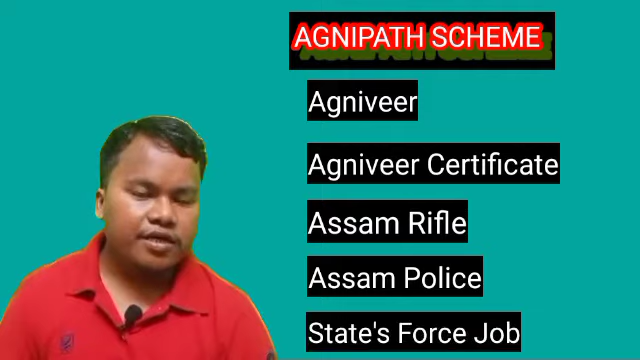 AGNIPATH SCHEME
Agniveer
Agniveer Certificate
Assam Rifle
Assam Police
State's Force Job